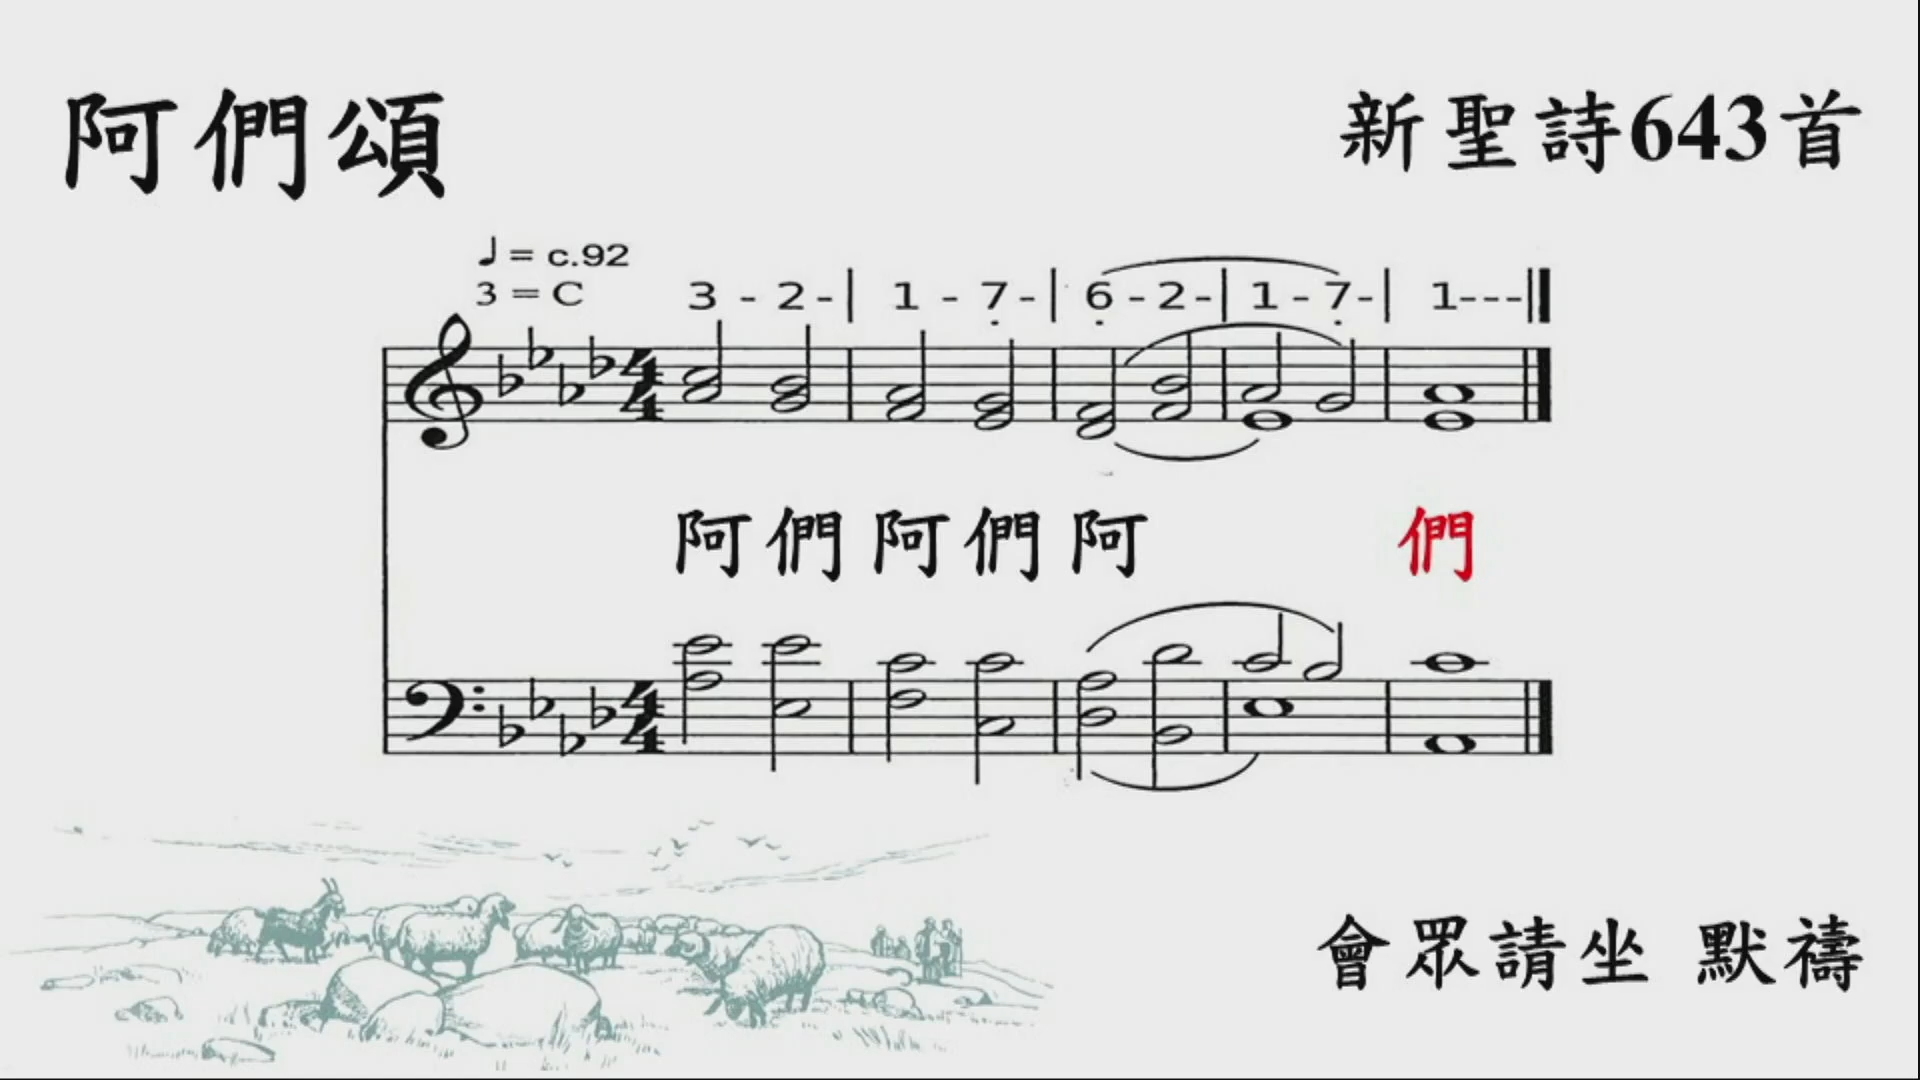 阿們頌
新聖詩643首
♩ = c.92
3 = C
3 - 2 - | 1 - 7̣ - | 6̣ - 2 - | 1 - 7̣ - | 1 - - - ‖
阿們阿們阿 們
會眾請坐 默禱